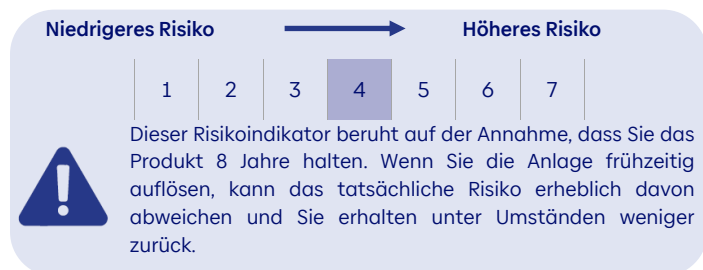 Niedrigeres Risiko Höheres Risiko
1 2 3 4 5 6 7
Dieser Risikoindikator beruht auf der Annahme, dass Sie das
Produkt 8 Jahre halten. Wenn Sie die Anlage frühzeitig
auflösen, kann das tatsächliche Risiko erheblich davon
abweichen und Sie erhalten unter Umständen weniger
zurück.